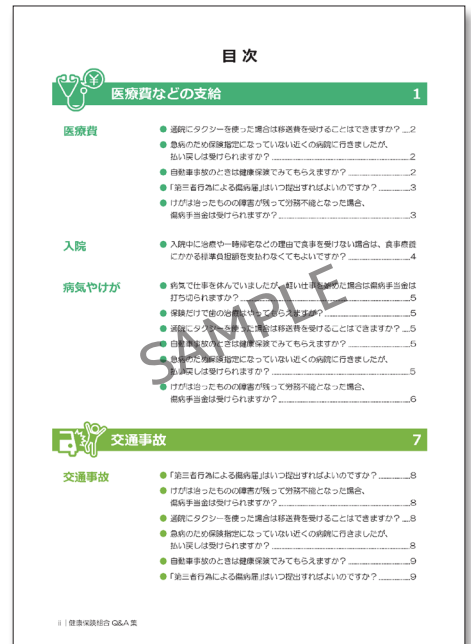 目次
¥
医療費などの支給 1
医療費
通院にタクシーを使った場合は移送費を受けることはできますか？ 2
急病のため保険指定になっていない近くの病院に行きましたが、
払い戻しは受けられますか？ 2
自動車事故のときは健康保険でみてもらえますか？ 2
「第三者行為による傷病届」はいつ提出すればよいのですか？ 3
けがは治ったものの障害が残って労務不能となった場合、
傷病手当金は受けられますか？ 3
入院
入院中に治療や一時帰宅などの理由で食事を受けない場合は、食事療養
にかかる標準負担額を支払わなくてもよいですか？ 4
病気やけが
病気で仕事を休んでいましたが、軽い仕事を始めた場合は傷病手当金は
打ち切られますか？ 5
保険だけで歯の治療はやってもらえますか？ 5
通院にタクシーを使った場合は移送費を受けることはできますか？ 5
自動車事故のときは健康保険でみてもらえますか？ 5
急病のため保険指定になっていない近くの病院に行きましたが、
払い戻しは受けられますか？ 5
けがは治ったものの障害が残って労務不能となった場合、
傷病手当金は受けられますか？ 6
SAMPLE
交通事故 7
交通事故
「第三者行為による傷病届」はいつ提出すればよいのですか？ 8
けがは治ったものの障害が残って労務不能となった場合、
傷病手当金は受けられますか？ 8
通院にタクシーを使った場合は移送費を受けることはできますか？ 8
急病のため保険指定になっていない近くの病院に行きましたが、
払い戻しは受けられますか？ 8
自動車事故のときは健康保険でみてもらえますか？ 9
「第三者行為による傷病届」はいつ提出すればよいのですか？ 9
ii｜健康保険組合 Q&A 集